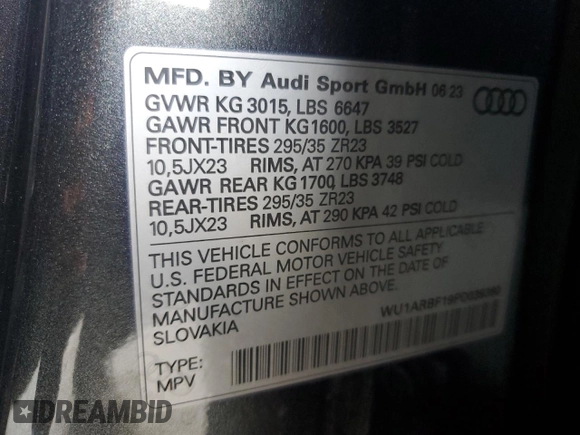 MFD. BY Audi Sport GmbH 06 23
GVWR KG 3015, LBS 6647
GAWR FRONT KG1600, LBS 3527
FRONT-TIRES 295/35 ZR23
10,5JX23 RIMS, AT 270 KPA 39 PSI COLD
GAWR REAR KG1700, LBS 3748
REAR-TIRES 295/35 ZR23
10,5JX23 RIMS, AT 290 KPA 42 PSI COLD
THIS VEHICLE CONFORMS TO ALL APPLICABLE
U.S. FEDERAL MOTOR VEHICLE SAFETY
STANDARDS IN EFFECT ON THE DATE OF
MANUFACTURE SHOWN ABOVE.
SLOVAKIA
TYPE:
MPV
DREAMBID